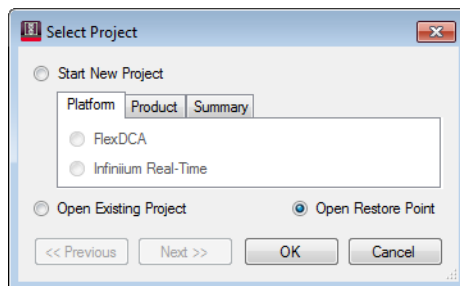 Select Project
Start New Project
Platform Product Summary
FlexDCA
Infiniium Real-Time
Open Existing Project Open Restore Point
<< Previous Next >> OK Cancel